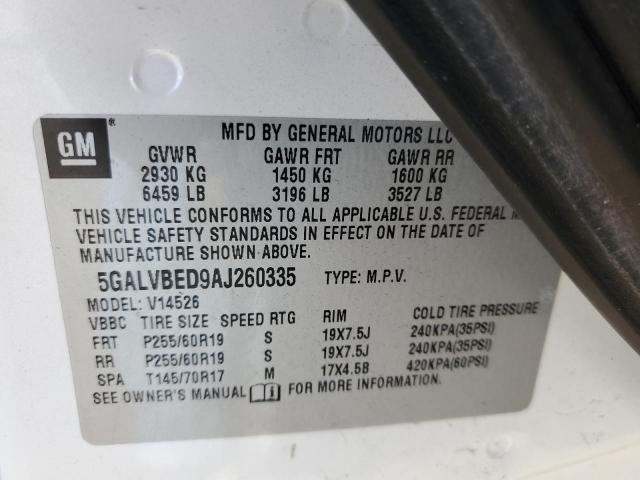 GM®
MFD BY GENERAL MOTORS LLC
GVWR GAWR FRT GAWR RR
2930 KG 1450 KG 1600 KG
6459 LB 3196 LB 3527 LB
THIS VEHICLE CONFORMS TO ALL APPLICABLE U.S. FEDERAL
VEHICLE SAFETY STANDARDS IN EFFECT ON THE DATE OF
MANUFACTURE SHOWN ABOVE.
5GALVBED9AJ260335 TYPE: M.P.V.
MODEL: V14526
VBBC TIRE SIZE SPEED RTG RIM COLD TIRE PRESSURE
FRT P255/60R19 S 19X7.5J 240KPA(35PSI)
RR P255/60R19 S 19X7.5J 240KPA(35PSI)
SPA T145/70R17 M 17X4.5B 420KPA(60PSI)
SEE OWNER'S MANUAL FOR MORE INFORMATION.